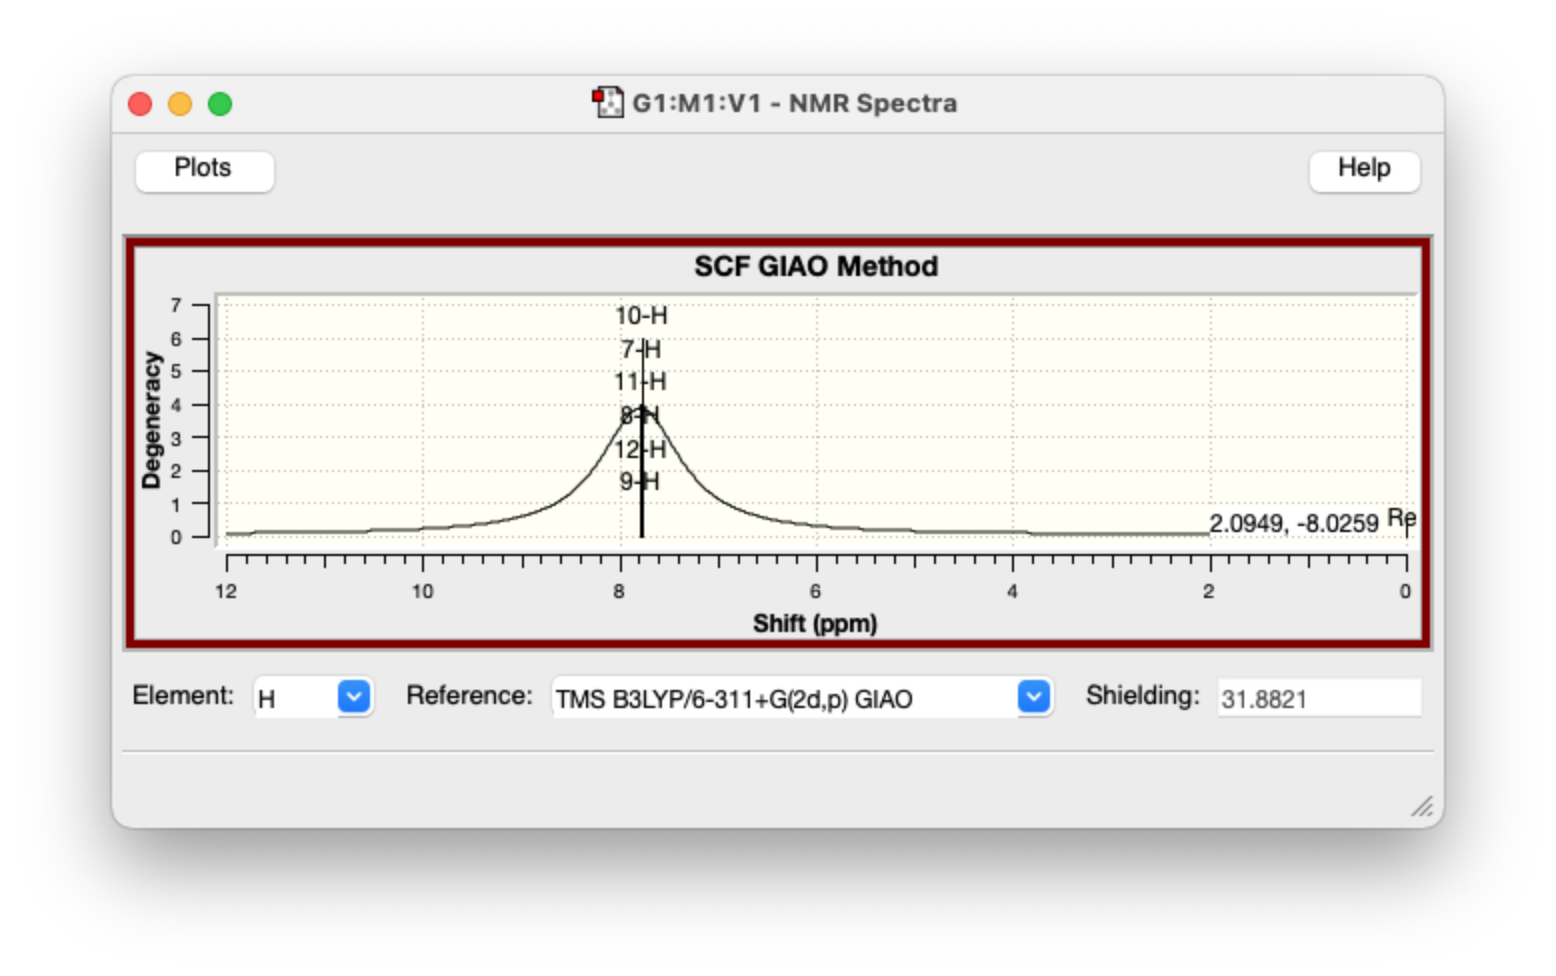 G1:M1:V1 - NMR Spectra
Plots
Help
SCF GIAO Method
Degeneracy
7
6
5
4
3
2
1
0
10-H
7-H
11-H
8-H
12-H
9-H
2.0949, -8.0259 Re
12 10 8 6 4 2 0
Shift (ppm)
Element: H Reference: TMS B3LYP/6-311+G(2d,p) GIAO Shielding: 31.8821